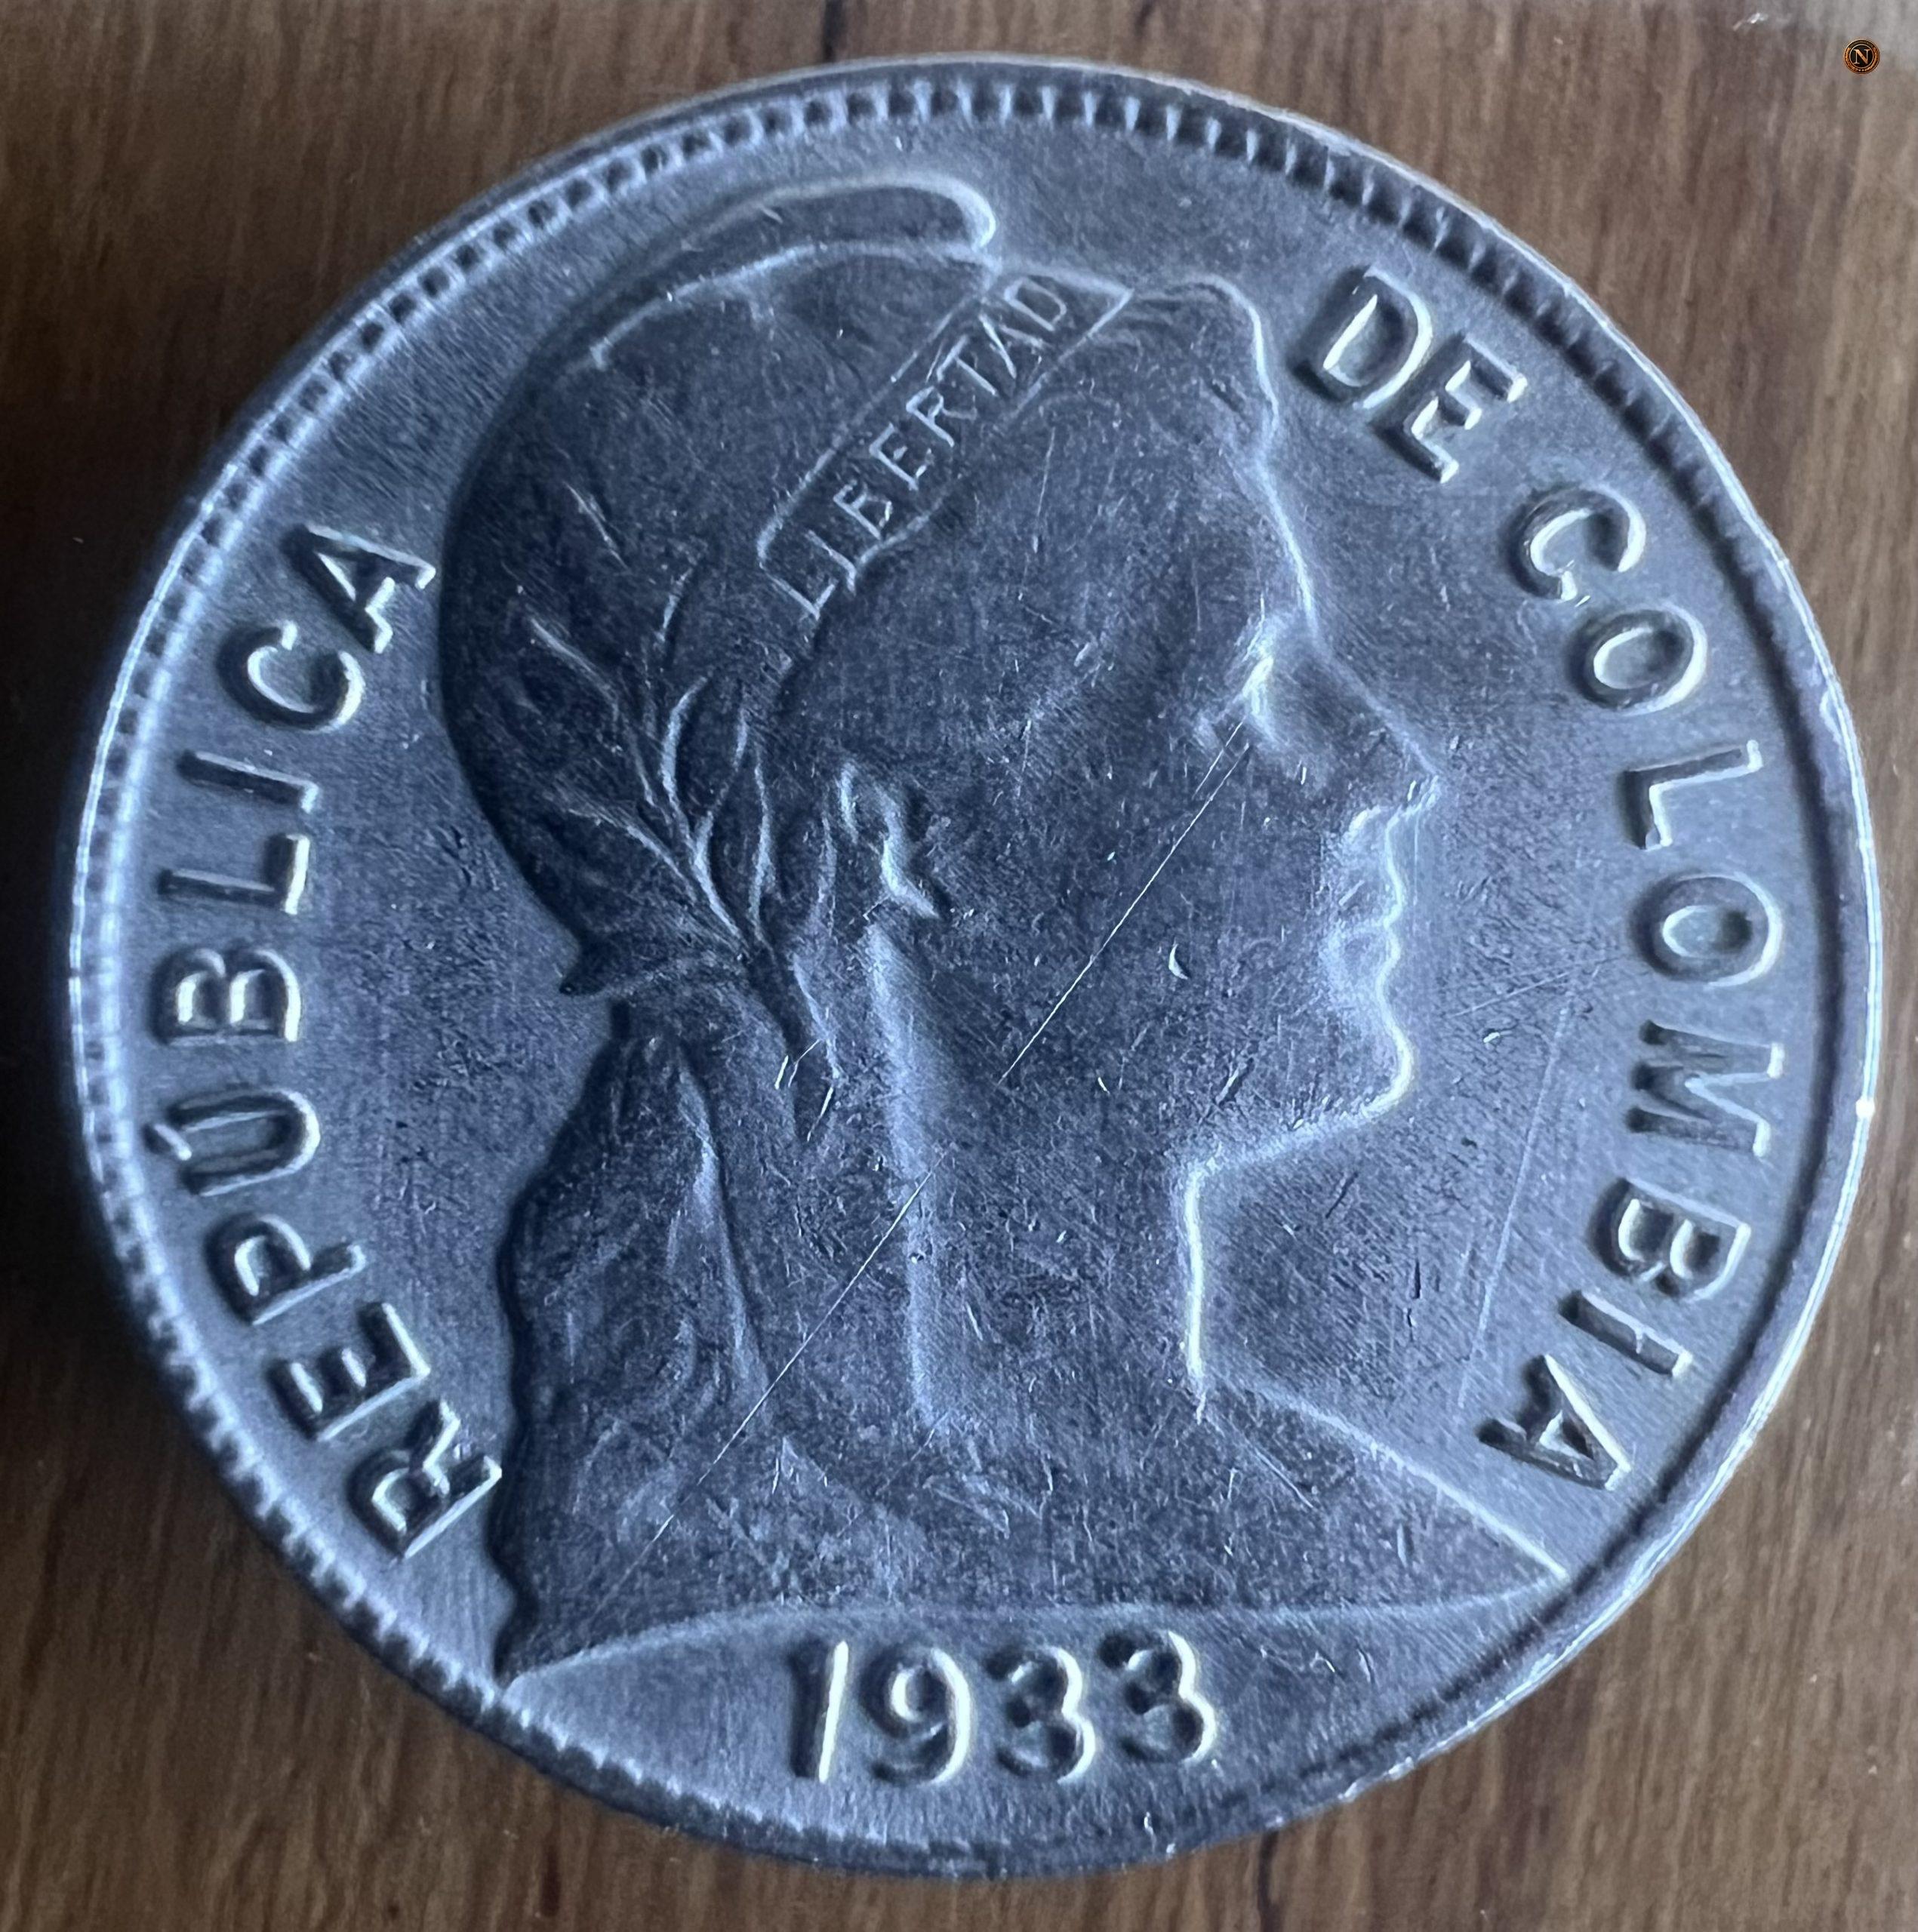 REPÚBLICA DE COLOMBIA
LIBERTAD
1933
N